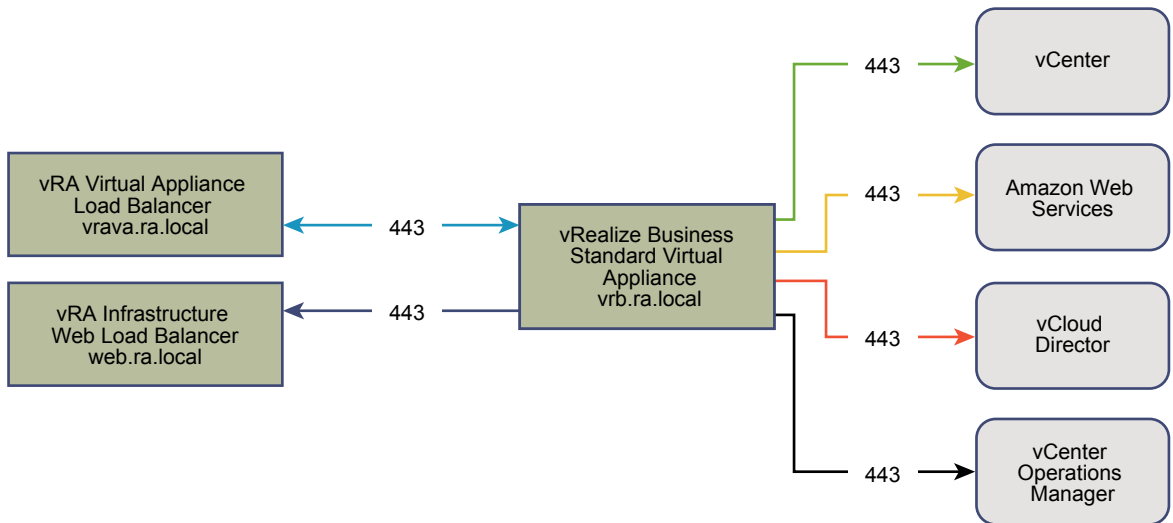 443
vCenter
vRA Virtual Appliance
Load Balancer
vrava.ra.local
443
443
Amazon Web
Services
vRealize Business
Standard Virtual
Appliance
vrb.ra.local
vRA Infrastructure
Web Load Balancer
web.ra.local
443
443
vCloud
Director
443
vCenter
Operations
Manager